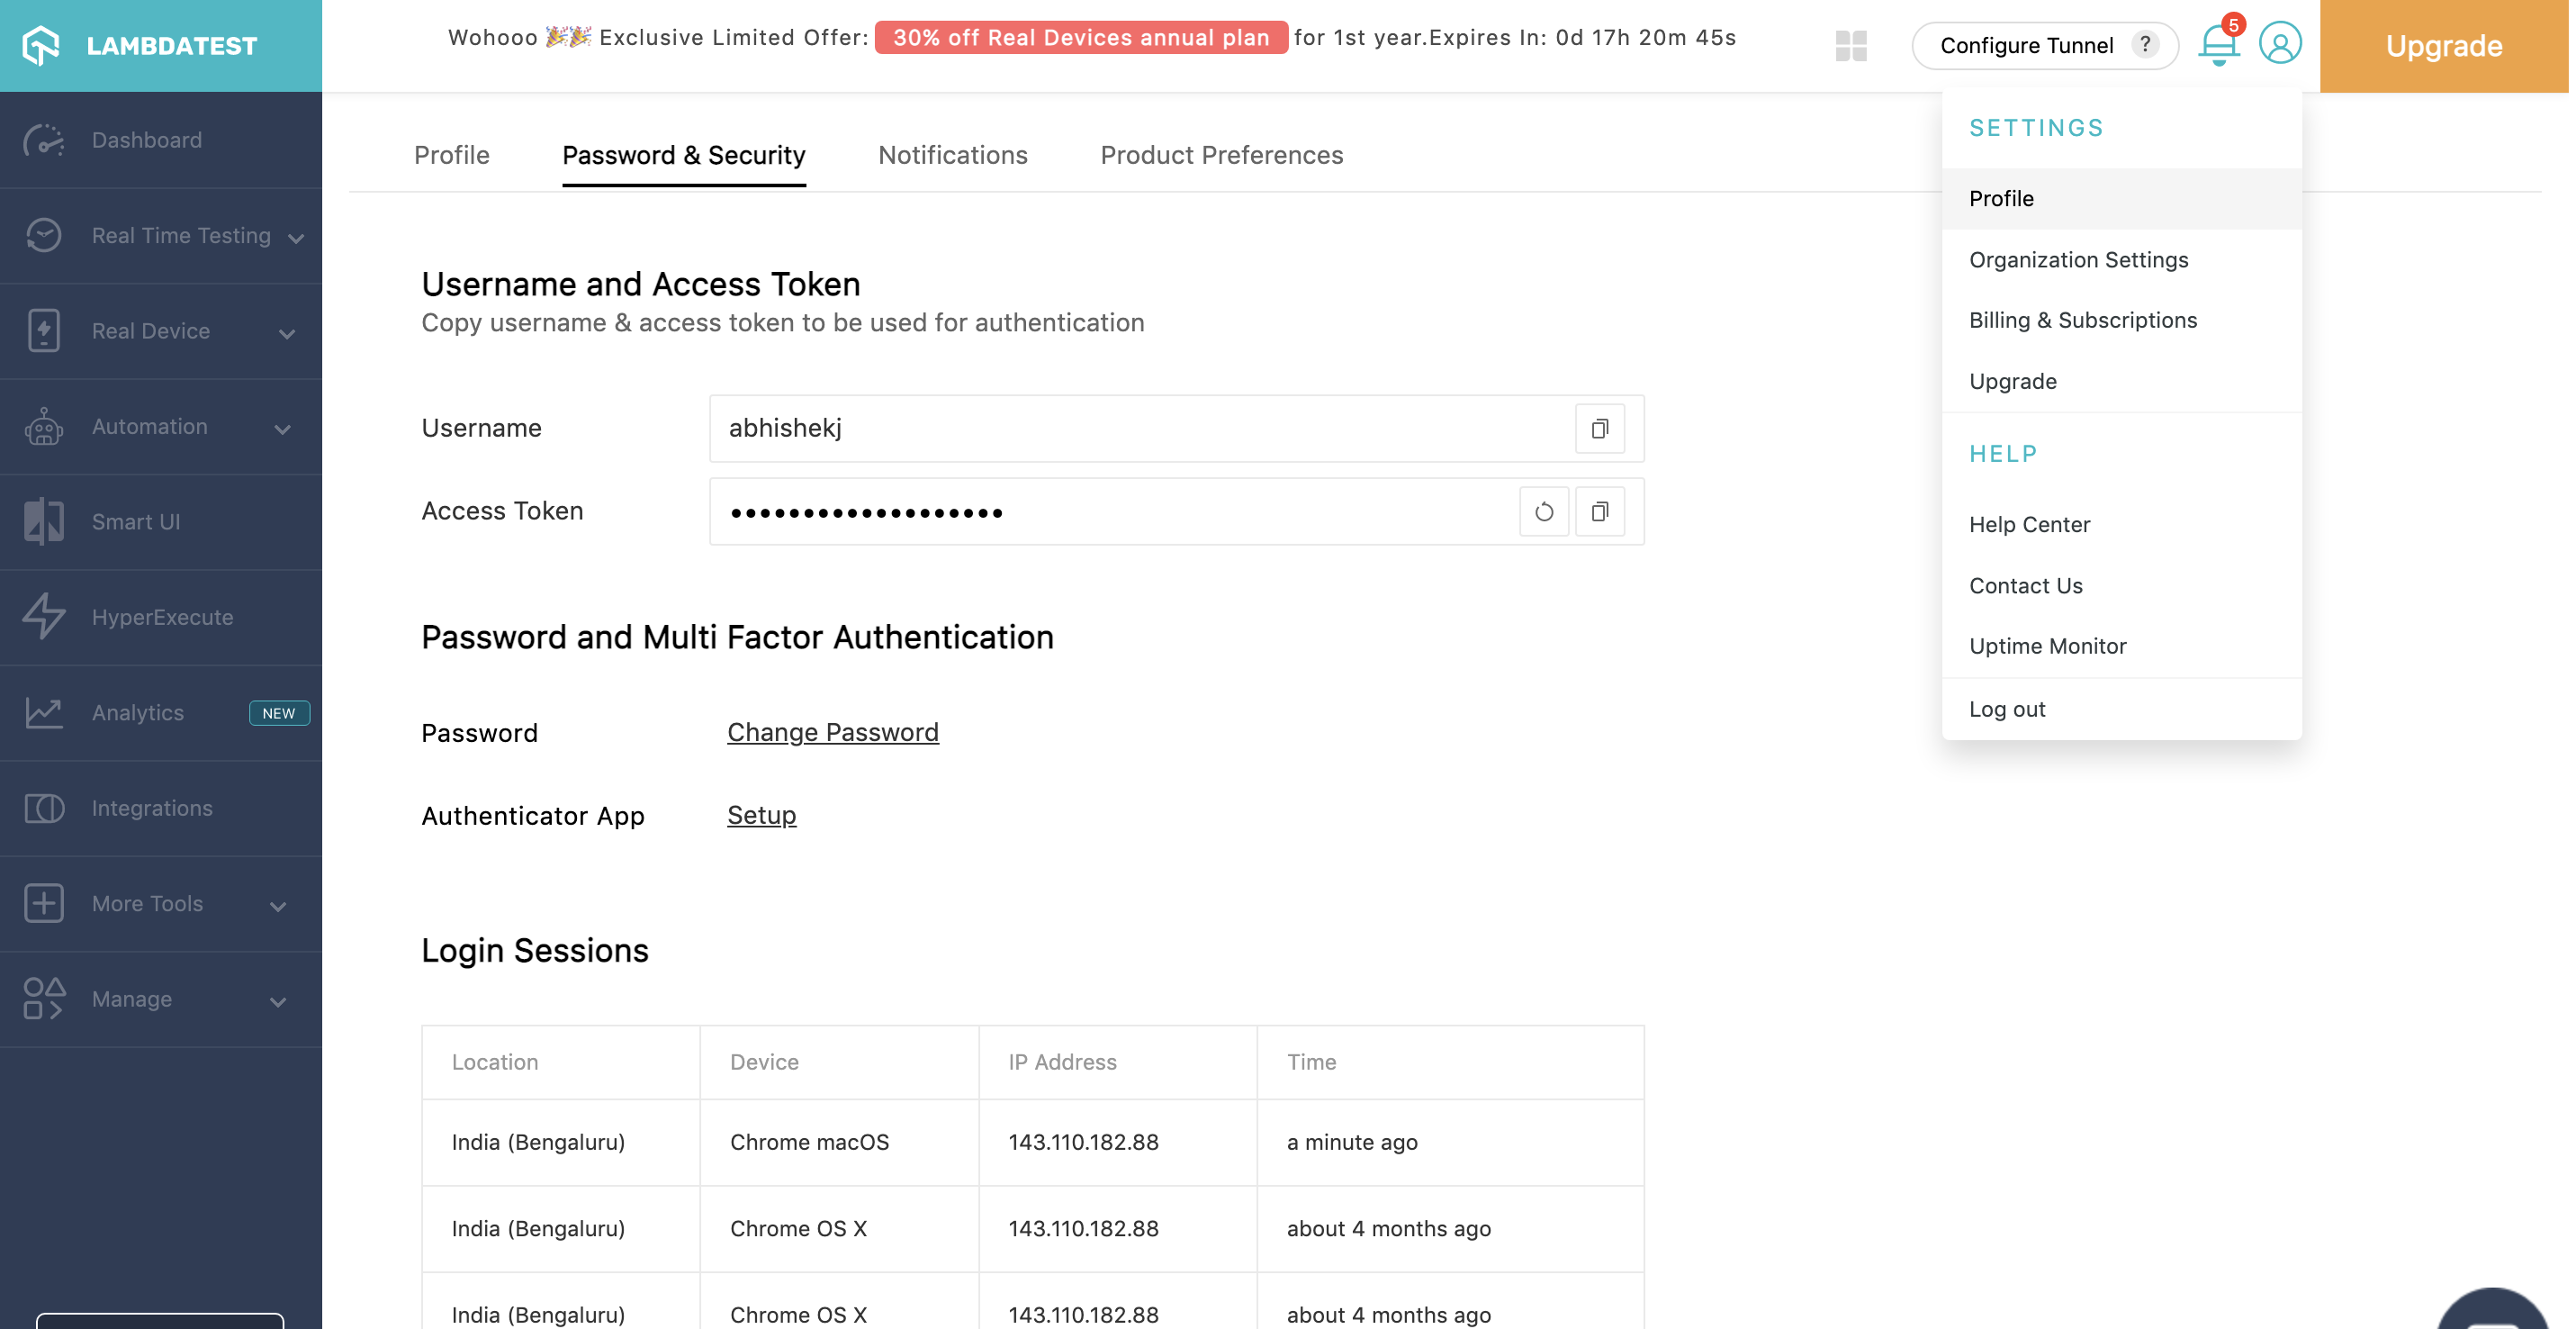 LAMBDATEST
Wohooo 🎉🎉 Exclusive Limited Offer: 30% off Real Devices annual plan for 1st year.Expires In: 0d 17h 20m 45s
Configure Tunnel ?
5
Upgrade
Dashboard
Real Time Testing
Real Device
Automation
Smart UI
HyperExecute
Analytics NEW
Integrations
More Tools
Manage
Profile Password & Security Notifications Product Preferences
Username and Access Token
Copy username & access token to be used for authentication
Username abhishekj
Access Token •••••••••••••••••••
Password and Multi Factor Authentication
Password Change Password
Authenticator App Setup
Login Sessions
Location Device IP Address Time
India (Bengaluru) Chrome macOS 143.110.182.88 a minute ago
India (Bengaluru) Chrome OS X 143.110.182.88 about 4 months ago
India (Bengaluru) Chrome OS X 143.110.182.88 about 4 months ago
SETTINGS
Profile
Organization Settings
Billing & Subscriptions
Upgrade
HELP
Help Center
Contact Us
Uptime Monitor
Log out